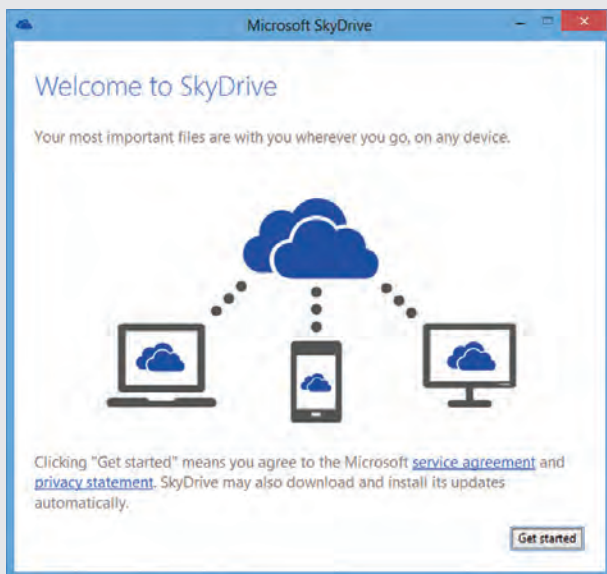 Microsoft SkyDrive
Welcome to SkyDrive
Your most important files are with you wherever you go, on any device.
Clicking "Get started" means you agree to the Microsoft service agreement and
privacy statement. SkyDrive may also download and install its updates
automatically.
Get started